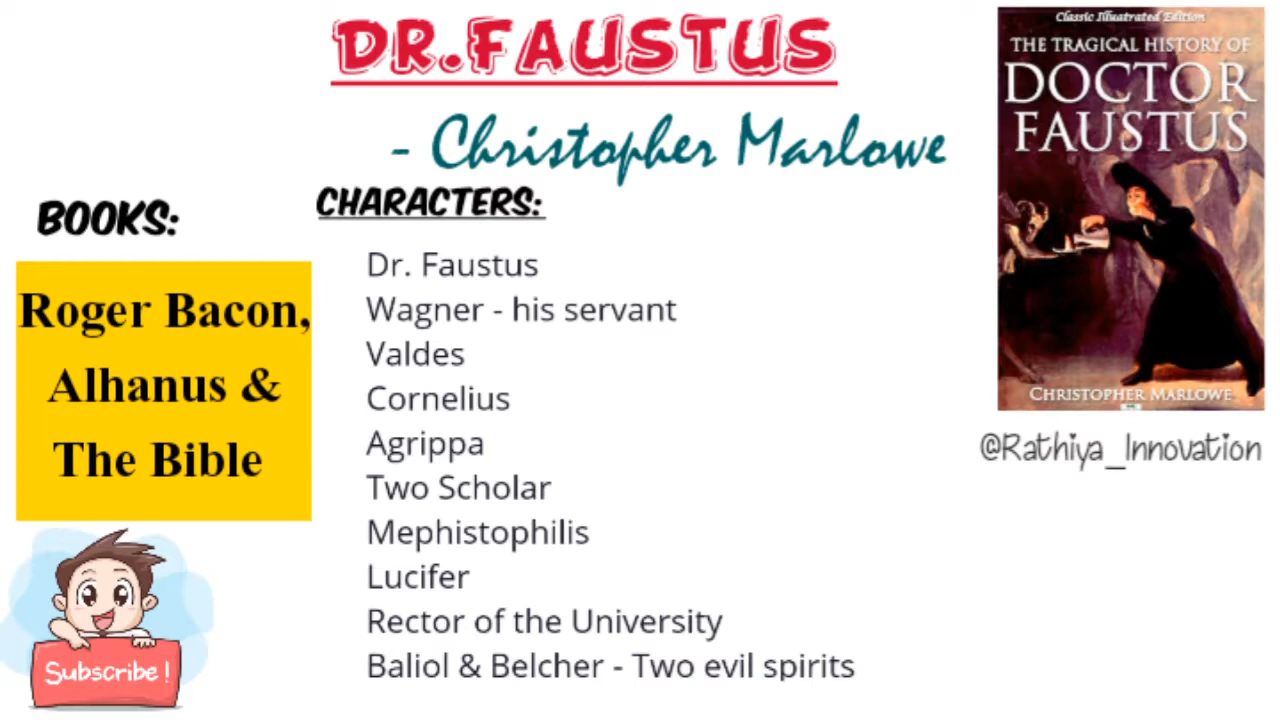 DR.FAUSTUS
- Christopher Marlowe
BOOKS:
Roger Bacon,
Alhanus &
The Bible
Subscribe!
CHARACTERS:
Dr. Faustus
Wagner - his servant
Valdes
Cornelius
Agrippa
Two Scholar
Mephistophilis
Lucifer
Rector of the University
Baliol & Belcher - Two evil spirits
Classic Illustrated Edition
THE TRAGICAL HISTORY OF
DOCTOR
FAUSTUS
CHRISTOPHER MARLOWE
@Rathiya_Innovation